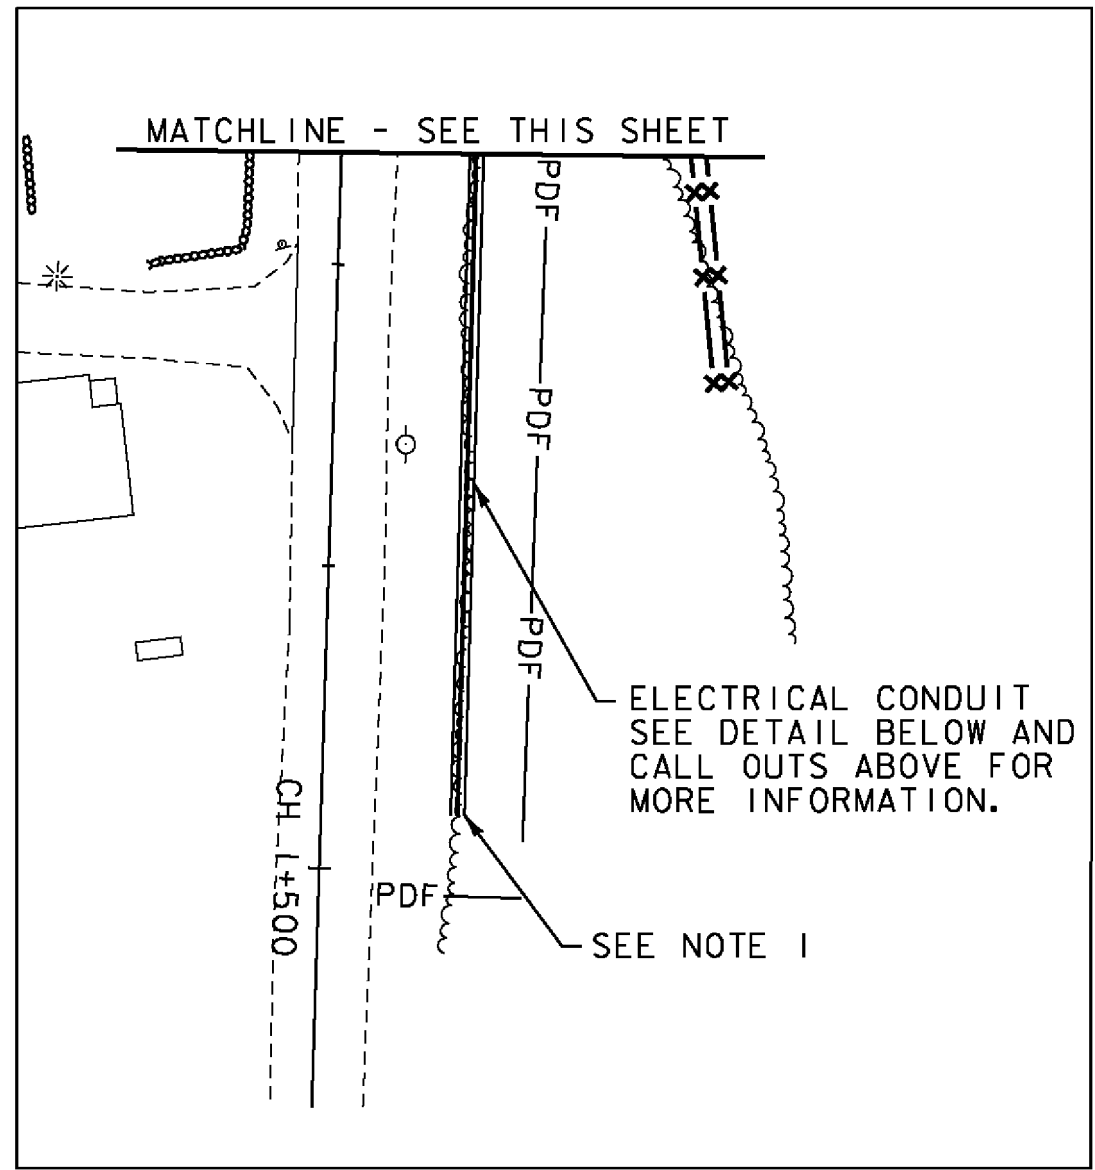 MATCHLINE - SEE THIS SHEET
PDF
PDF
PDF
ELECTRICAL CONDUIT
SEE DETAIL BELOW AND
CALL OUTS ABOVE FOR
MORE INFORMATION.
CH 1+500
PDF
SEE NOTE 1